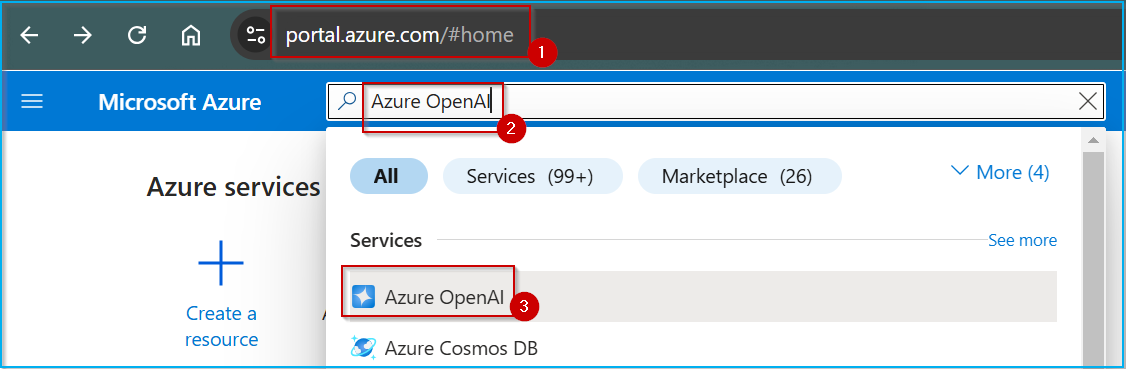 portal.azure.com/#home
1
Microsoft Azure
Azure OpenAI
2
All
Services (99+)
Marketplace (26)
More (4)
Azure services
Services
See more
Azure OpenAI
3
Create a
resource
Azure Cosmos DB